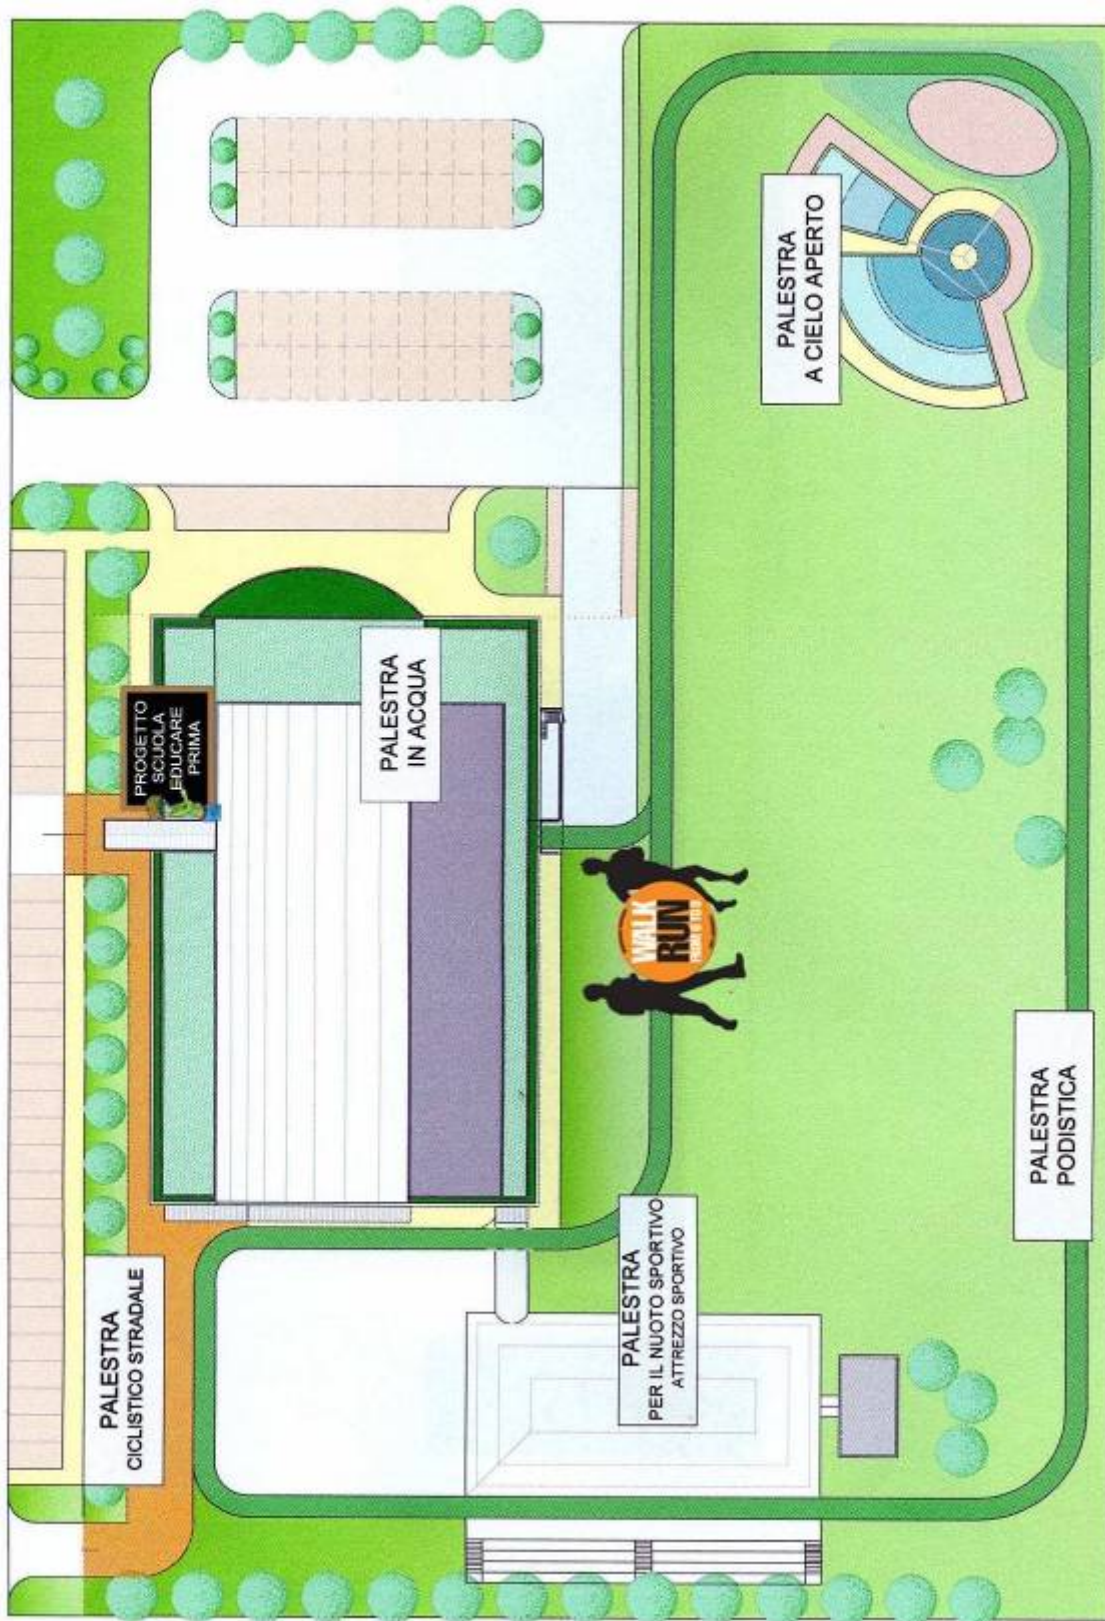 PROGETTO
SCUOLA
EDUCARE
PRIMA
PALESTRA
IN ACQUA
PALESTRA
A CIELO APERTO
PALESTRA
CICLISTICO STRADALE
PALESTRA
PER IL NUOTO SPORTIVO
ATTREZZO SPORTIVO
WALK
RUN
PALESTRA
PODISTICA